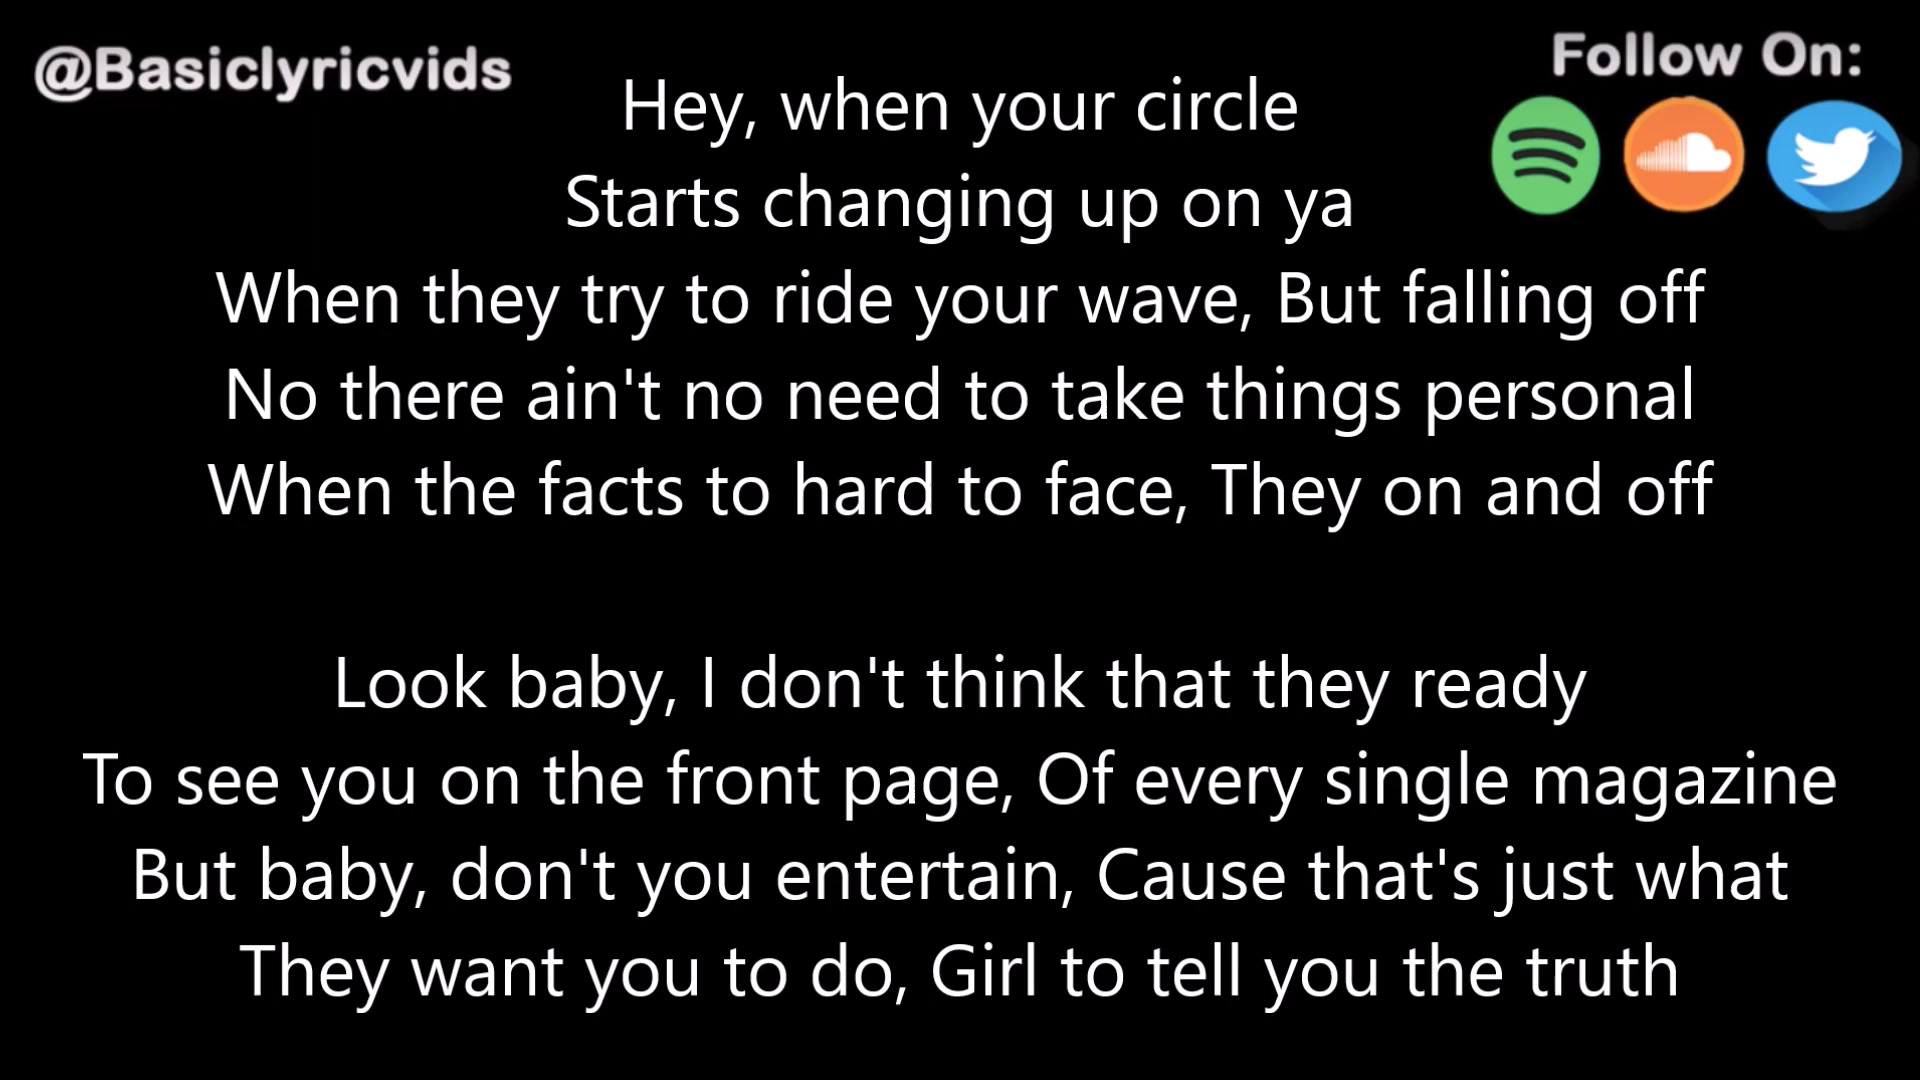 @Basiclyricvids
Follow On:
Hey, when your circle
Starts changing up on ya
When they try to ride your wave, But falling off
No there ain't no need to take things personal
When the facts to hard to face, They on and off
Look baby, I don't think that they ready
To see you on the front page, Of every single magazine
But baby, don't you entertain, Cause that's just what
They want you to do, Girl to tell you the truth